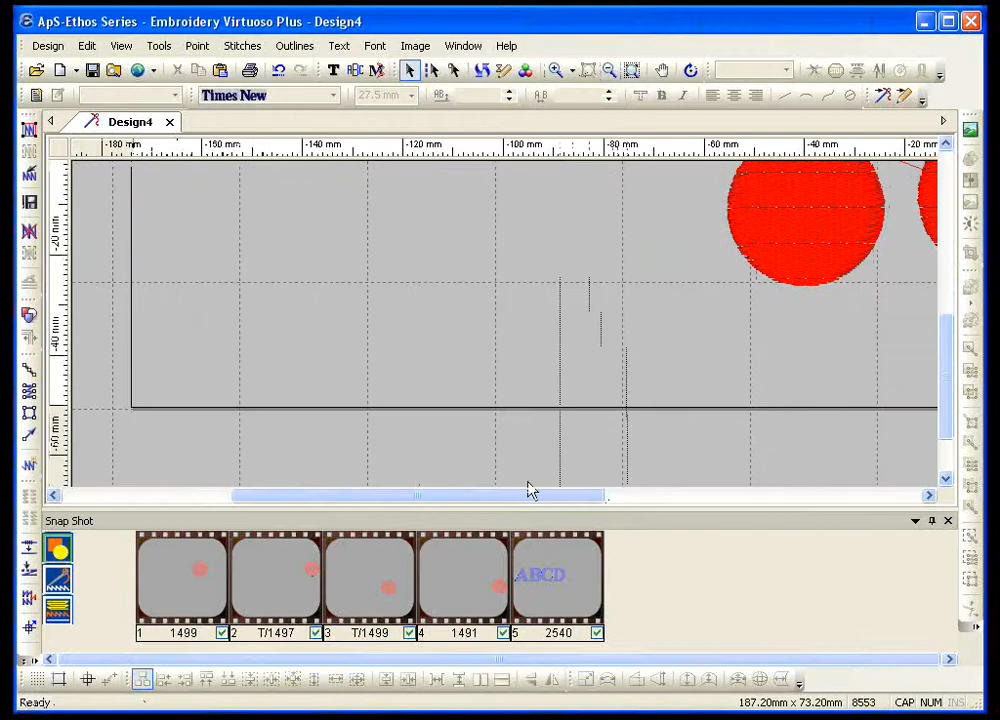 ApS-Ethos Series - Embroidery Virtuoso Plus - Design4
Design Edit View Tools Point Stitches Outlines Text Font Image Window Help
T ABC M
Times New 27.5 mm AB A.B B I
Design4
-180 mm -150 mm -140 mm -120 mm -100 mm -80 mm -60 mm -40 mm -20 mm
-20 mm
-40 mm
-60 mm
Snap Shot
ABCD
1 1499 2 T/1497 3 T/1499 4 1491 5 2540
Ready 187.20mm x 73.20mm 8553 CAP NUM INS